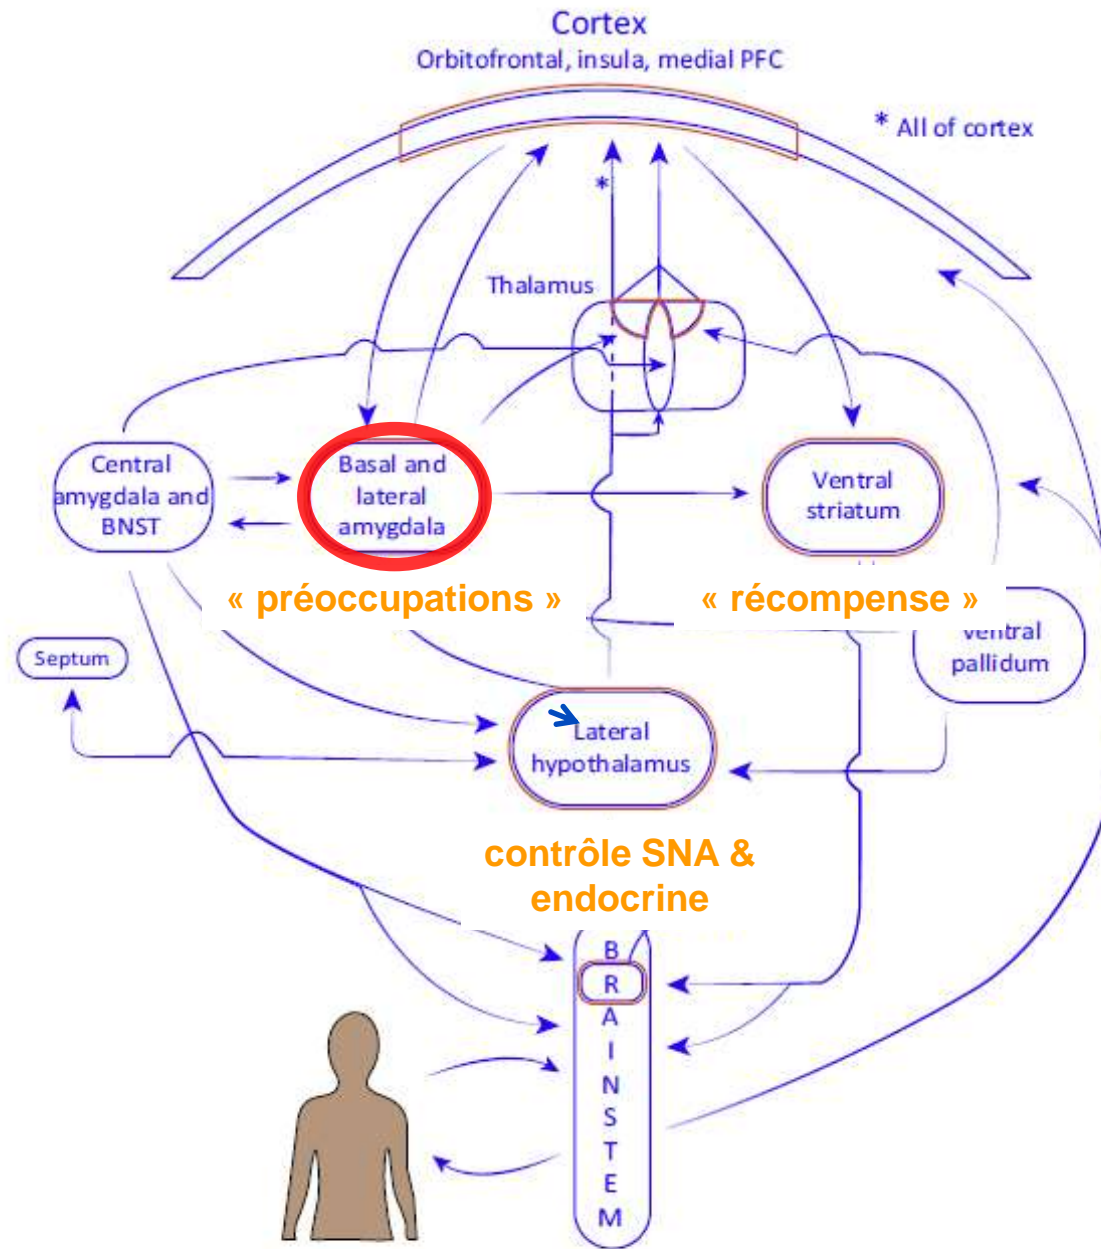 Cortex
Orbitofrontal, insula, medial PFC
* All of cortex
*
Thalamus
Central
amygdala and
BNST
Basal and
lateral
amygdala
Ventral
striatum
« préoccupations »
« récompense »
Septum
Ventral
pallidum
Lateral
hypothalamus
contrôle SNA &
endocrine
B
R
A
I
N
S
T
E
M